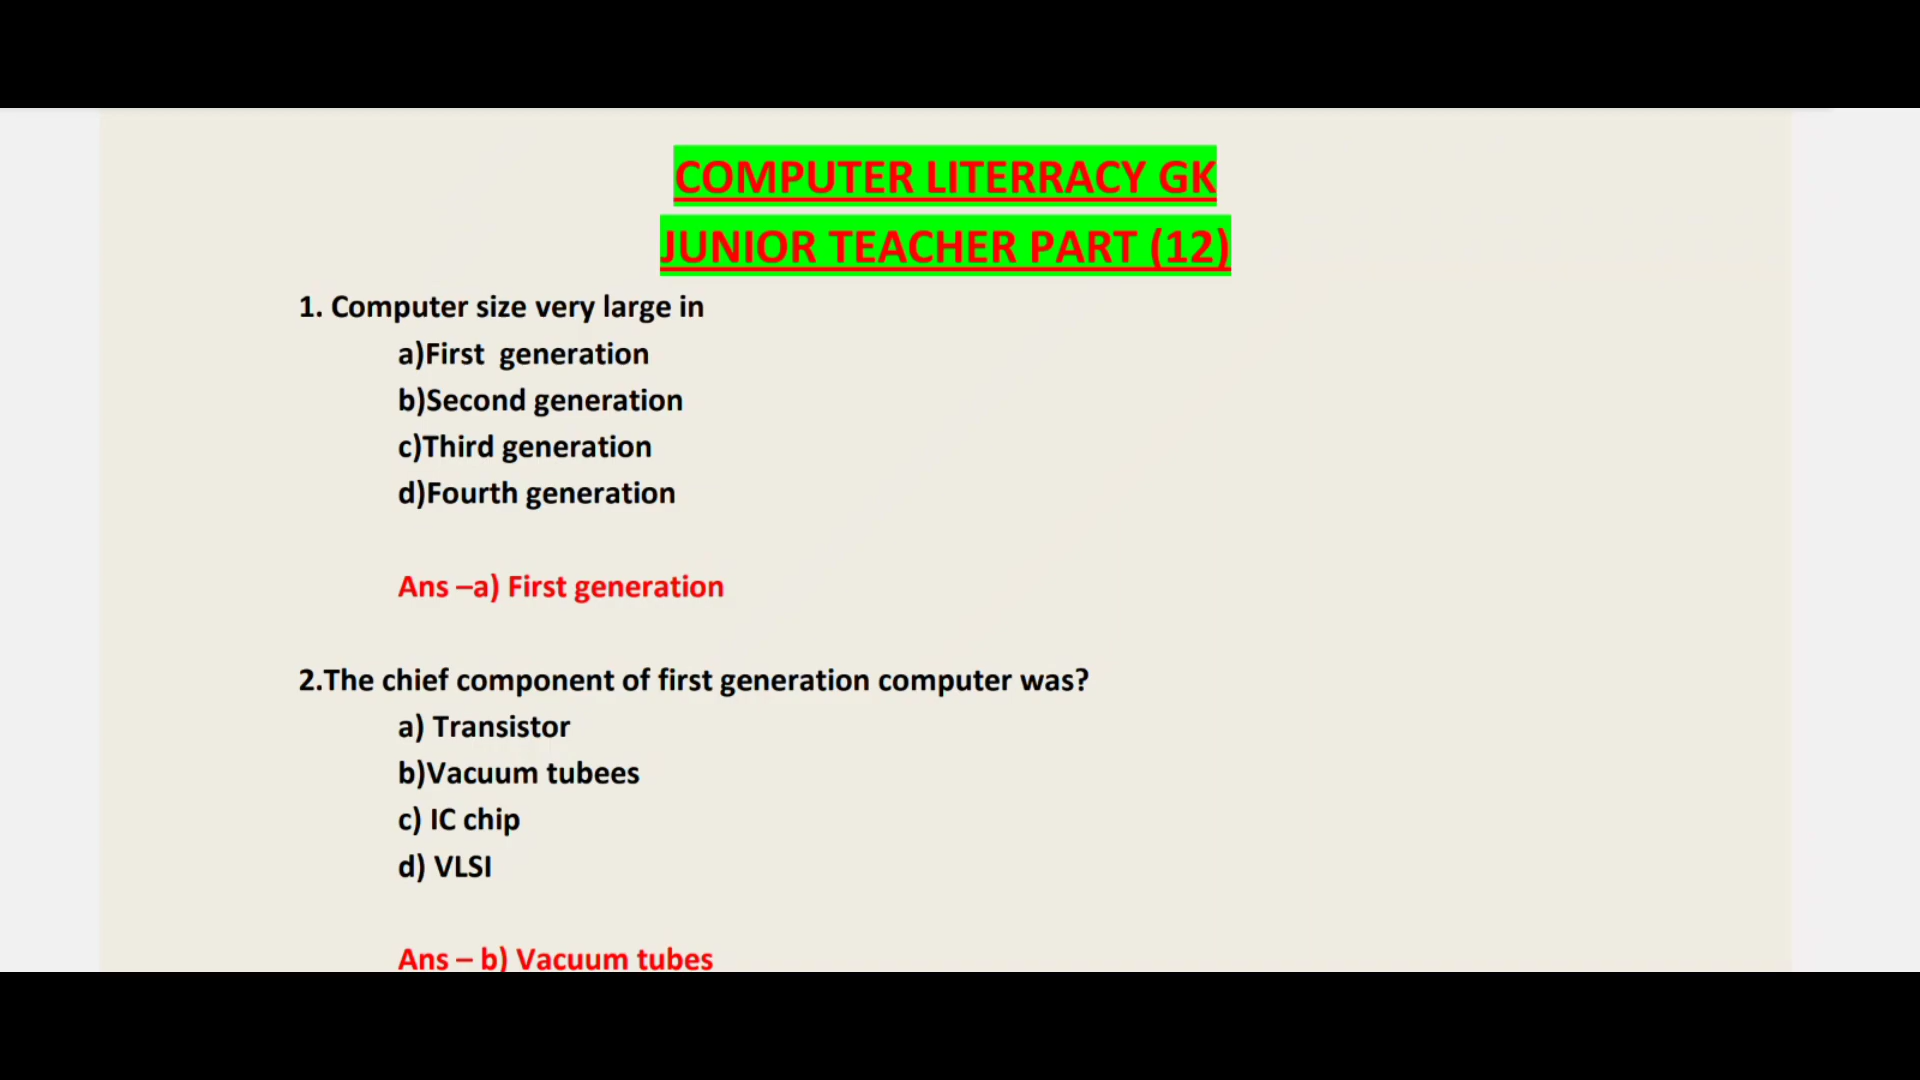 COMPUTER LITERRACY GK
JUNIOR TEACHER PART (12)
1. Computer size very large in
a)First  generation
b)Second generation
c)Third generation
d)Fourth generation
Ans –a) First generation
2.The chief component of first generation computer was?
a) Transistor
b)Vacuum tubees
c) IC chip
d) VLSI
Ans – b) Vacuum tubes